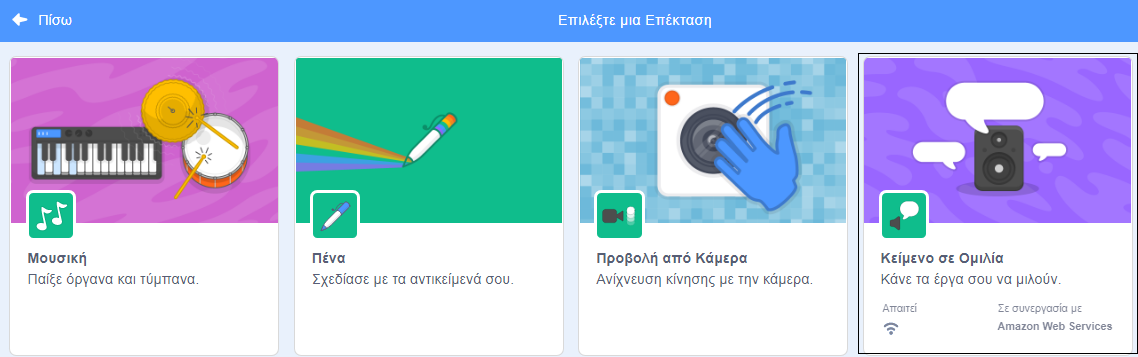 Πίσω
Επιλέξτε μια Επέκταση
Μουσική
Παίξε όργανα και τύμπανα.
Πένα
Σχεδίασε με τα αντικείμενά σου.
Προβολή από Κάμερα
Ανίχνευση κίνησης με την κάμερα.
Κείμενο σε Ομιλία
Κάνε τα έργα σου να μιλούν.
Απαιτεί
Σε συνεργασία με
Amazon Web Services